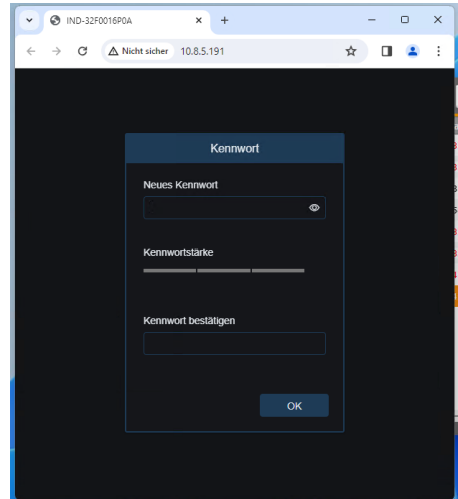 IND-32F0016P0A
Nicht sicher 10.8.5.191
Kennwort
Neues Kennwort
Kennwortstärke
Kennwort bestätigen
OK